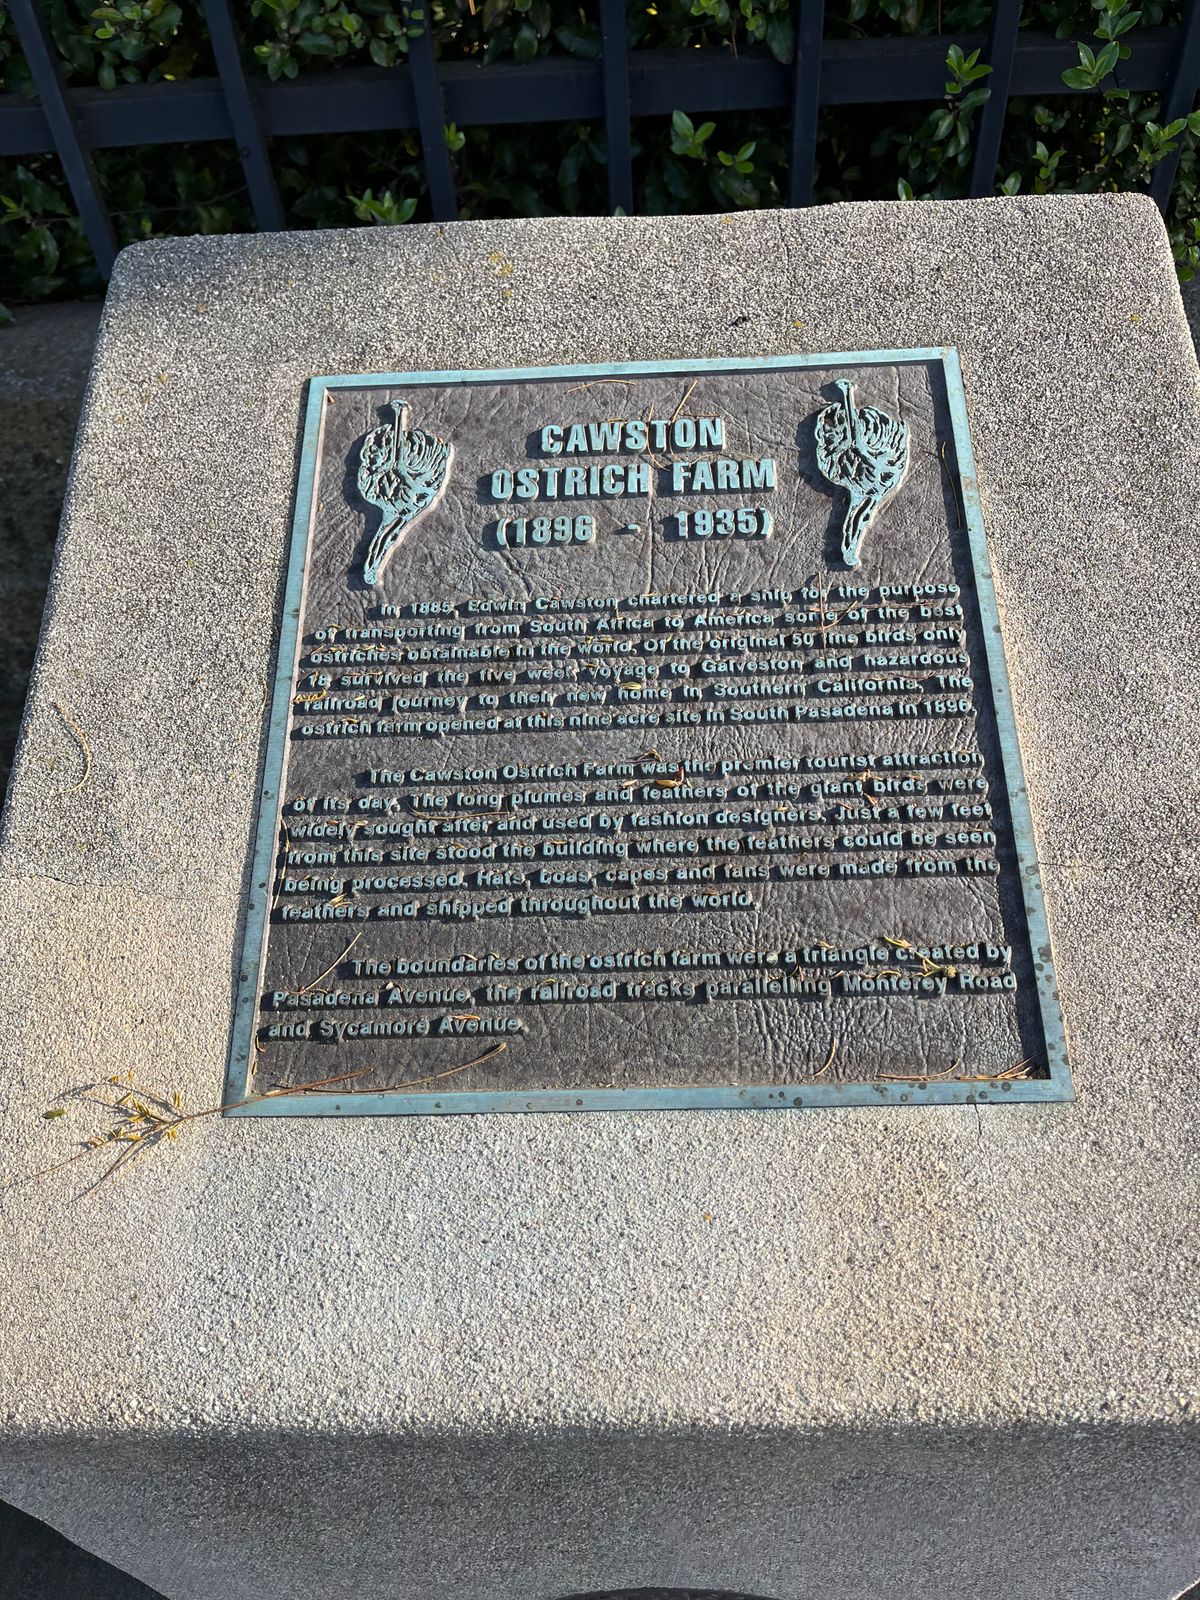 CAWSTON
OSTRICH FARM
(1896 - 1935)
In 1885, Edwin Cawston chartered a ship for the purpose
of transporting from South Africa to America some of the best
ostriches obtainable in the world. Of the original 50 fine birds only
18 survived the five week voyage to Galveston and hazardous
railroad journey to their new home in Southern California. The
ostrich farm opened at this nine acre site in South Pasadena in 1896.
The Cawston Ostrich Farm was the premier tourist attraction
of its day. The long plumes and feathers of the giant birds were
widely sought after and used by fashion designers. Just a few feet
from this site stood the building where the feathers could be seen
being processed. Hats, boas, capes and fans were made from the
feathers and shipped throughout the world.
The boundaries of the ostrich farm were a triangle created by
Pasadena Avenue, the railroad tracks parallelling Monterey Road
and Sycamore Avenue.